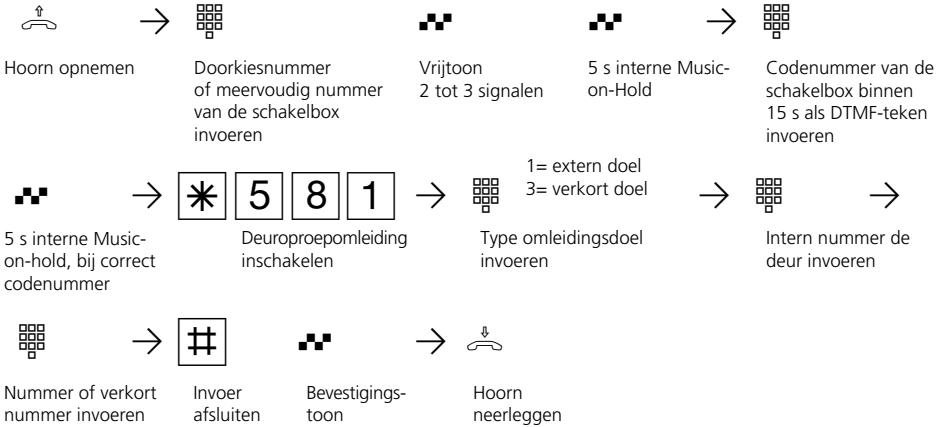 Hoorn opnemen
Doorkiesnummer
of meervoudig nummer
van de schakelbox
invoeren
Vrijtoon
2 tot 3 signalen
5 s interne Music-
on-Hold
Codenummer van de
schakelbox binnen
15 s als DTMF-teken
invoeren
5 s interne Music-
on-hold, bij correct
codenummer
* 5 8 1
Deuroproepomleiding
inschakelen
1= extern doel
3= verkort doel
Type omleidingsdoel
invoeren
Intern nummer de
deur invoeren
Nummer of verkort
nummer invoeren
#
Invoer
afsluiten
Bevestigings-
toon
Hoorn
neerleggen